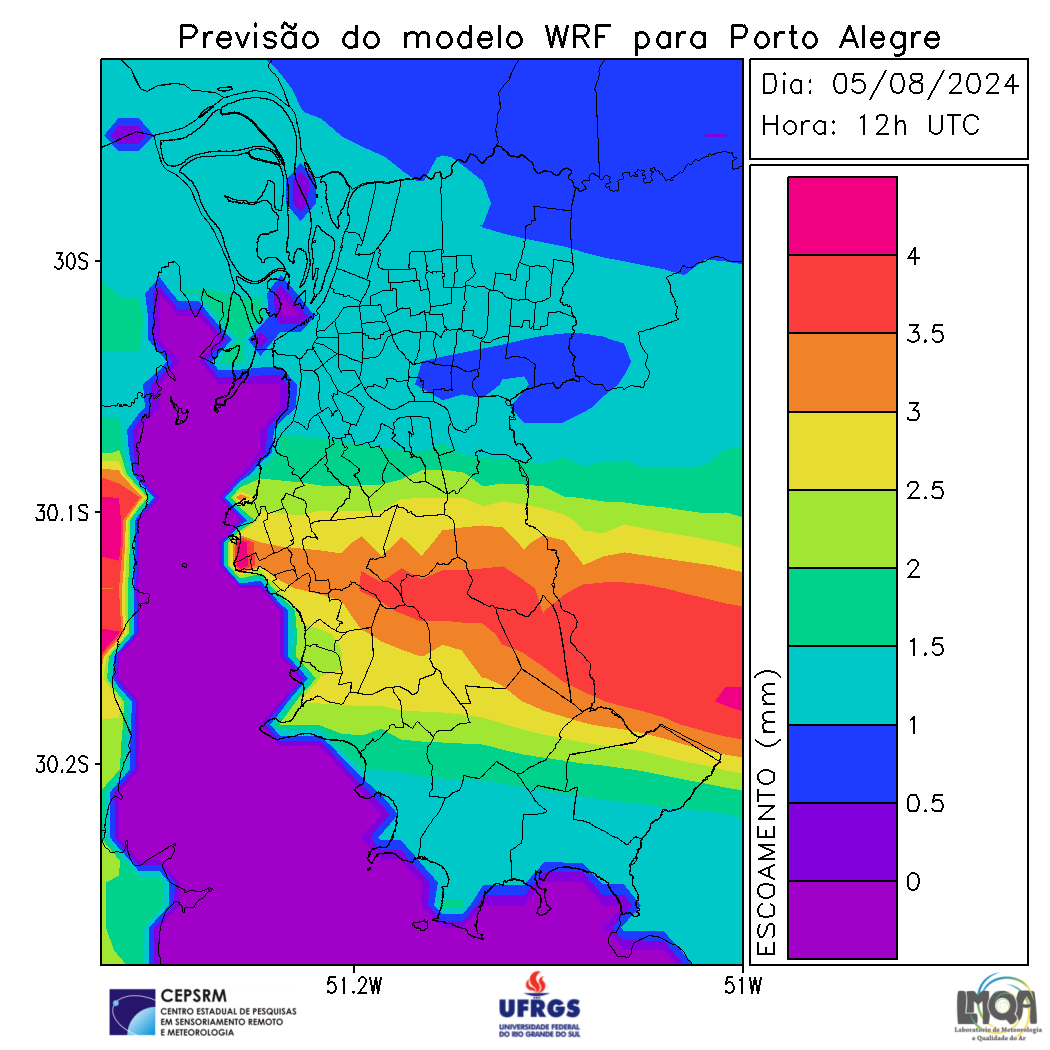 Previsão do modelo WRF para Porto Alegre
Dia: 05/08/2024
Hora: 12h UTC
30S
30.1S
30.2S
51.2W
51W
ESCOAMENTO (mm)
4
3.5
3
2.5
2
1.5
1
0.5
0
CEPSRM
CENTRO ESTADUAL DE PESQUISAS
EM SENSORIAMENTO REMOTO
E METEOROLOGIA
UFRGS
UNIVERSIDADE FEDERAL
DO RIO GRANDE DO SUL
LMQA
Laboratório de Meteorologia
e Qualidade do Ar